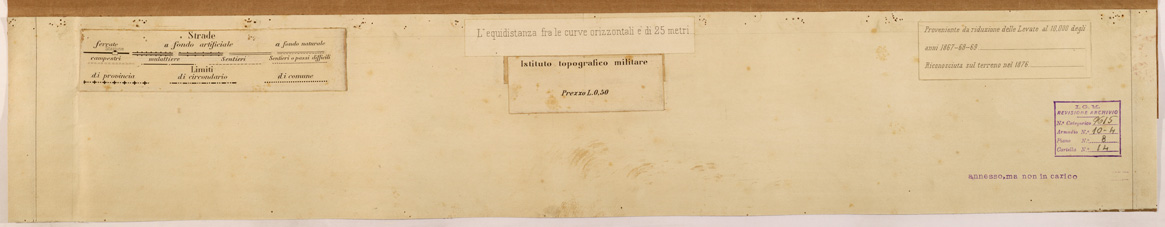 Strade
ferrate
a fondo artificiale
a fondo naturale
campestri
mulattiere
Sentieri
Sentieri o passi difficili
Limiti
di provincia
di circondario
di comune
L'equidistanza fra le curve orizzontali è di 25 metri
Istituto topografico militare
Prezzo L.0,50
Proveniente da riduzione delle Levate al 10,000 degli
anni 1867-68-69
Riconosciuta sul terreno nel 1876
I.G.M.
REVISIONE ARCHIVIO
N.º Categorico
Armadio N.º 10-4
Piano N.º 8
Cartella N.º 14
annesso, ma non in carico